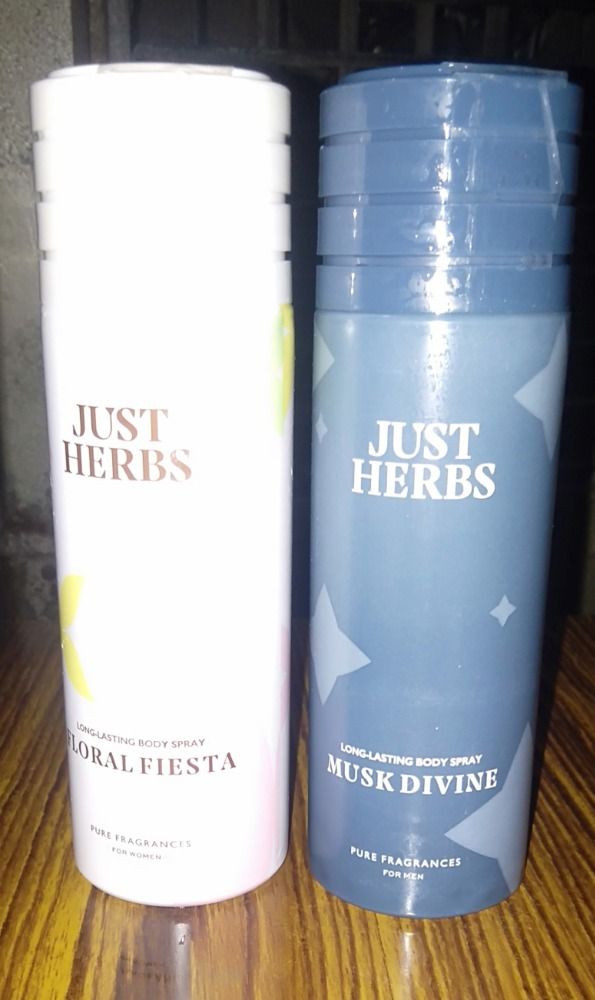 JUST
HERBS
LONG-LASTING BODY SPRAY
FLORAL FIESTA
PURE FRAGRANCES
FOR WOMEN
JUST
HERBS
LONG-LASTING BODY SPRAY
MUSK DIVINE
PURE FRAGRANCES
FOR MEN